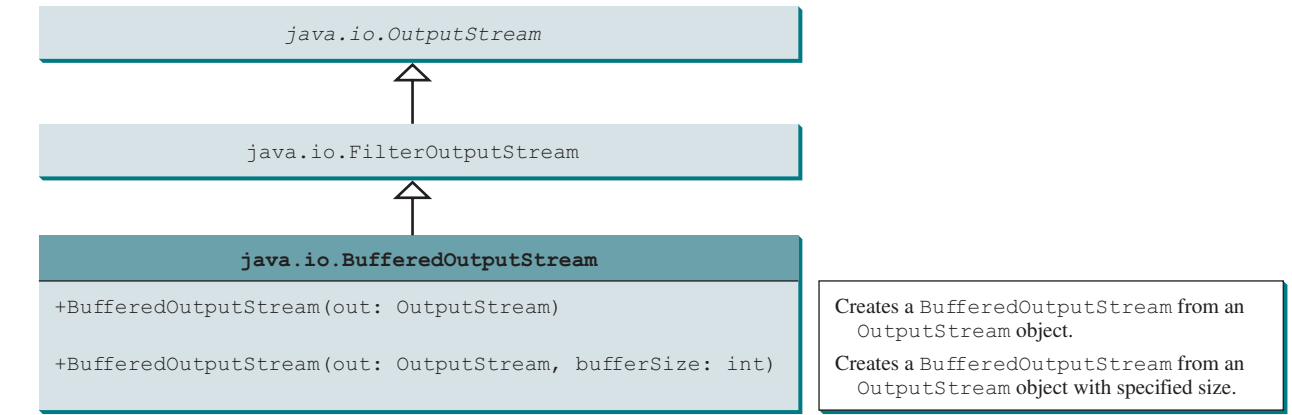 java.io.OutputStream
java.io.FilterOutputStream
java.io.BufferedOutputStream
+BufferedOutputStream(out: OutputStream)
+BufferedOutputStream(out: OutputStream, bufferSize: int)
Creates a BufferedOutputStream from an
OutputStream object.
Creates a BufferedOutputStream from an
OutputStream object with specified size.